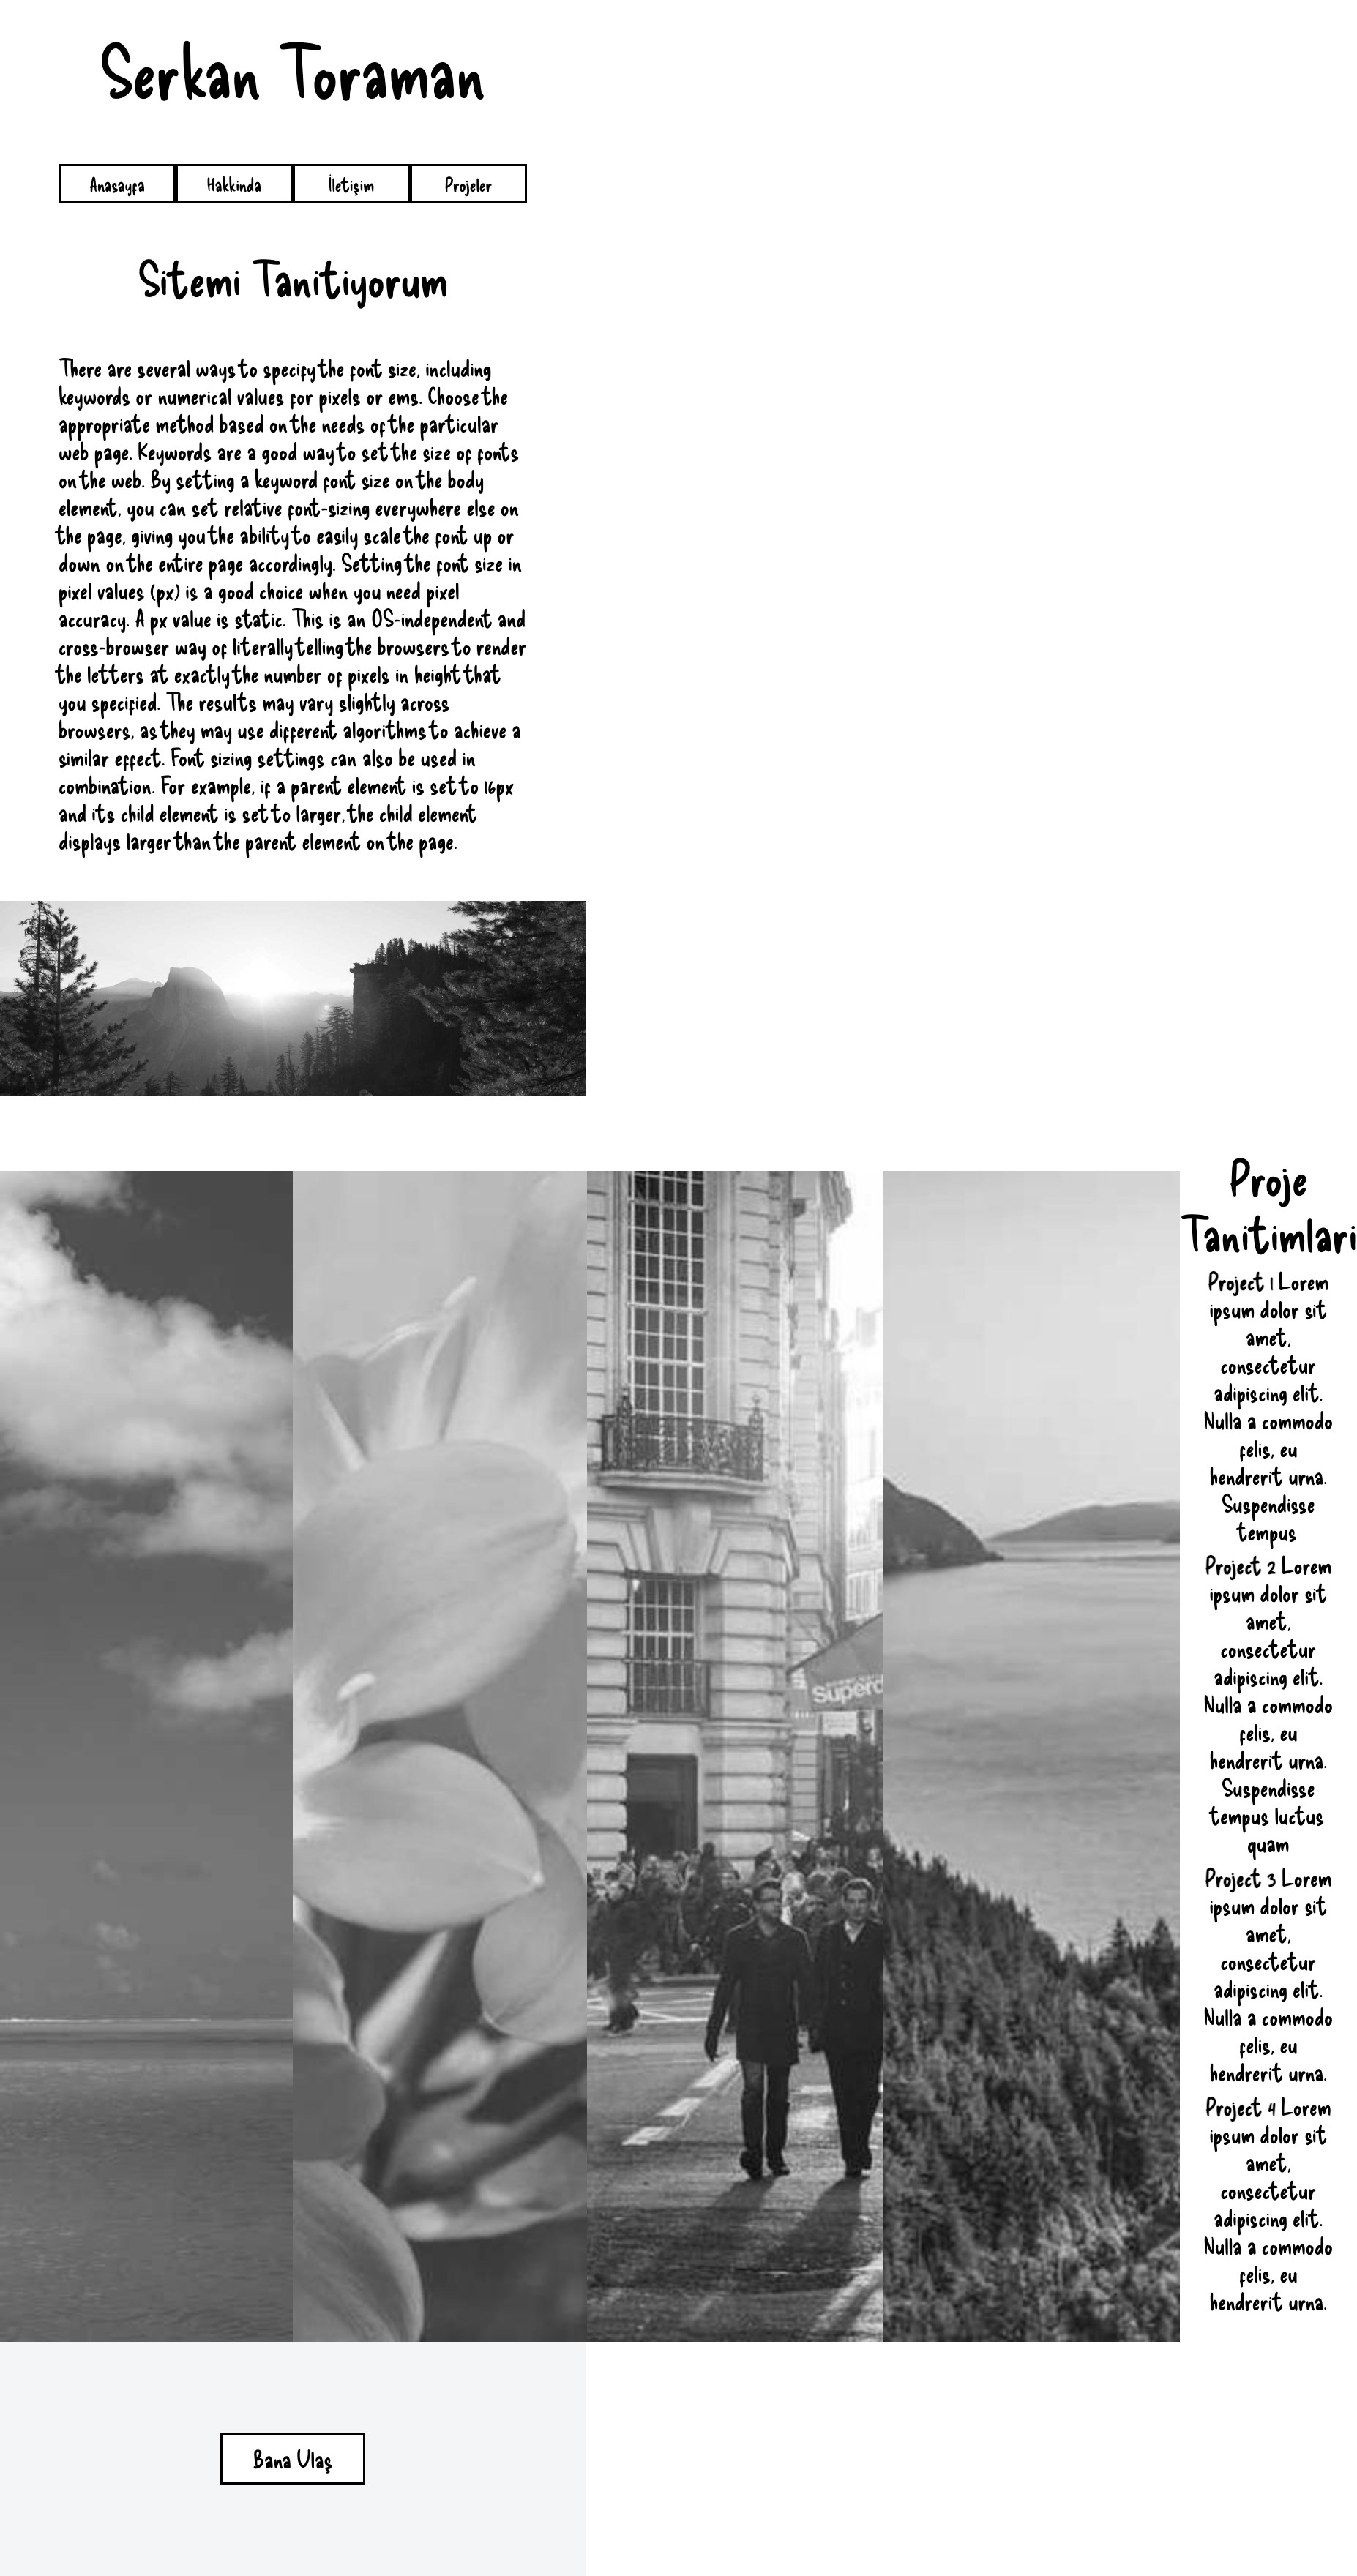 Serkan Toraman
Anasayfa
Hakkinda
İletişim
Projeler
Sitemi Tanitiyorum
There are several ways to specify the font size, including
keywords or numerical values for pixels or ems. Choose the
appropriate method based on the needs of the particular
web page. Keywords are a good way to set the size of fonts
on the web. By setting a keyword font size on the body
element, you can set relative font-sizing everywhere else on
the page, giving you the ability to easily scale the font up or
down on the entire page accordingly. Setting the font size in
pixel values (px) is a good choice when you need pixel
accuracy. A px value is static. This is an OS-independent and
cross-browser way of literally telling the browsers to render
the letters at exactly the number of pixels in height that
you specified. The results may vary slightly across
browsers, as they may use different algorithms to achieve a
similar effect. Font sizing settings can also be used in
combination. For example, if a parent element is set to 16px
and its child element is set to larger, the child element
displays larger than the parent element on the page.
Superd
Proje
Tanitimlari
Project 1 Lorem
ipsum dolor sit
amet,
consectetur
adipiscing elit.
Nulla a commodo
felis, eu
hendrerit urna.
Suspendisse
tempus
Project 2 Lorem
ipsum dolor sit
amet,
consectetur
adipiscing elit.
Nulla a commodo
felis, eu
hendrerit urna.
Suspendisse
tempus luctus
quam
Project 3 Lorem
ipsum dolor sit
amet,
consectetur
adipiscing elit.
Nulla a commodo
felis, eu
hendrerit urna.
Project 4 Lorem
ipsum dolor sit
amet,
consectetur
adipiscing elit.
Nulla a commodo
felis, eu
hendrerit urna.
Bana Ulaş